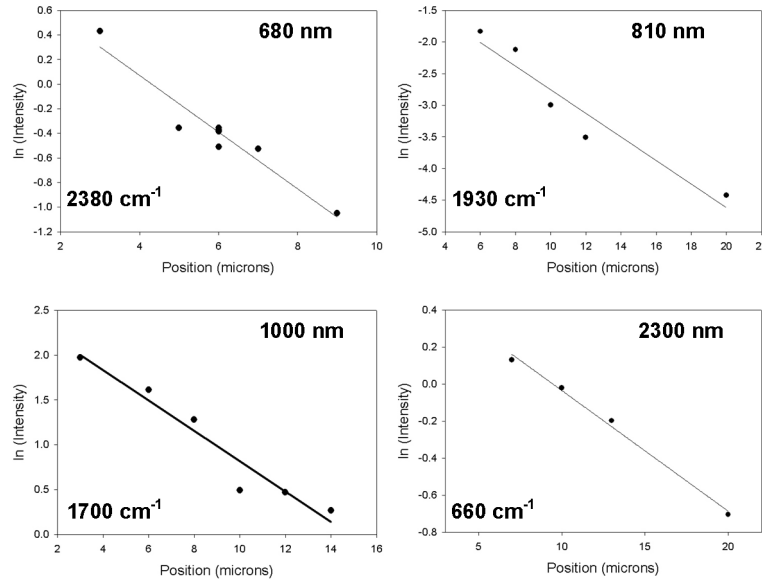 0.6
0.4
0.2
0.0
-0.2
-0.4
-0.6
-0.8
-1.0
-1.2
ln (Intensity)
680 nm
2380 cm⁻¹
2 4 6 8 10
Position (microns)
-1.5
-2.0
-2.5
-3.0
-3.5
-4.0
-4.5
-5.0
ln (Intensity)
810 nm
1930 cm⁻¹
4 6 8 10 12 14 16 18 20 2
Position (microns)
2.5
2.0
1.5
1.0
0.5
0.0
ln (Intensity)
1000 nm
1700 cm⁻¹
2 4 6 8 10 12 14 16
Position (microns)
0.4
0.2
0.0
-0.2
-0.4
-0.6
-0.8
ln (Intensity)
2300 nm
660 cm⁻¹
5 10 15 20
Position (microns)